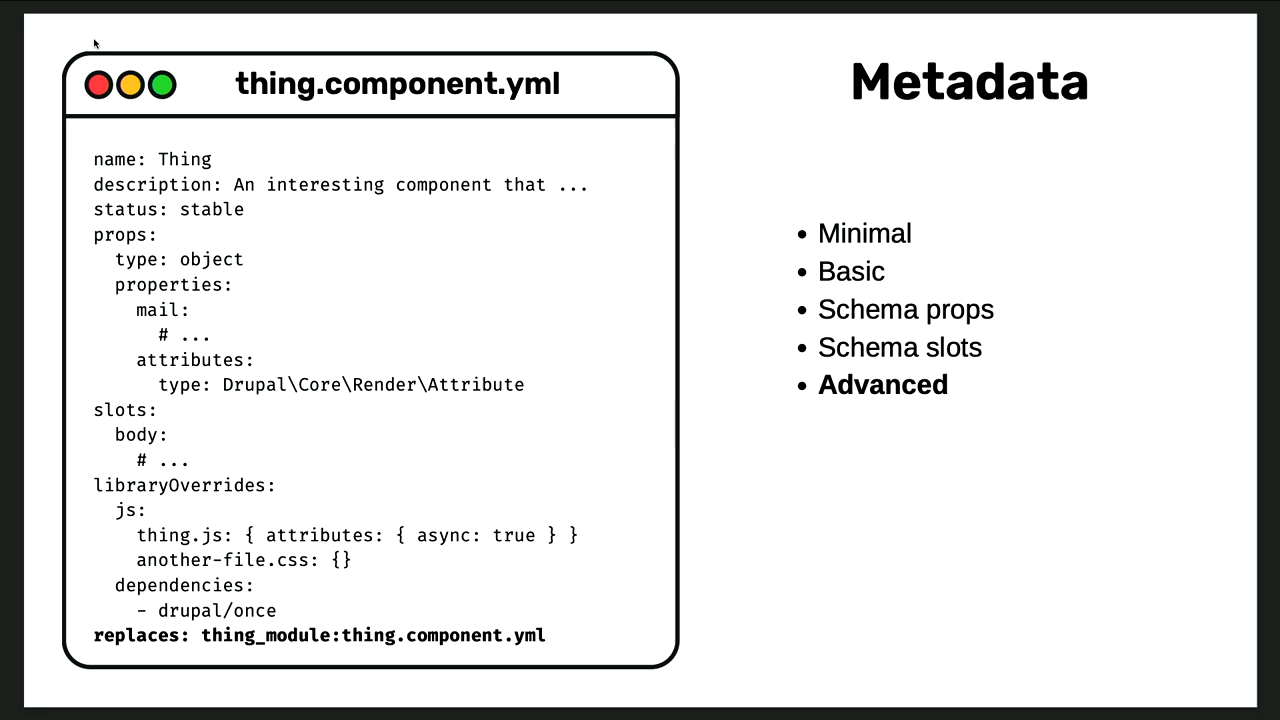 thing.component.yml
name: Thing
description: An interesting component that ...
status: stable
props:
  type: object
  properties:
    mail:
      # ...
    attributes:
      type: Drupal\Core\Render\Attribute
slots:
  body:
    # ...
libraryOverrides:
  js:
    thing.js: { attributes: { async: true } }
    another-file.css: {}
  dependencies:
    - drupal/once
replaces: thing_module:thing.component.yml
Metadata
• Minimal
• Basic
• Schema props
• Schema slots
• Advanced